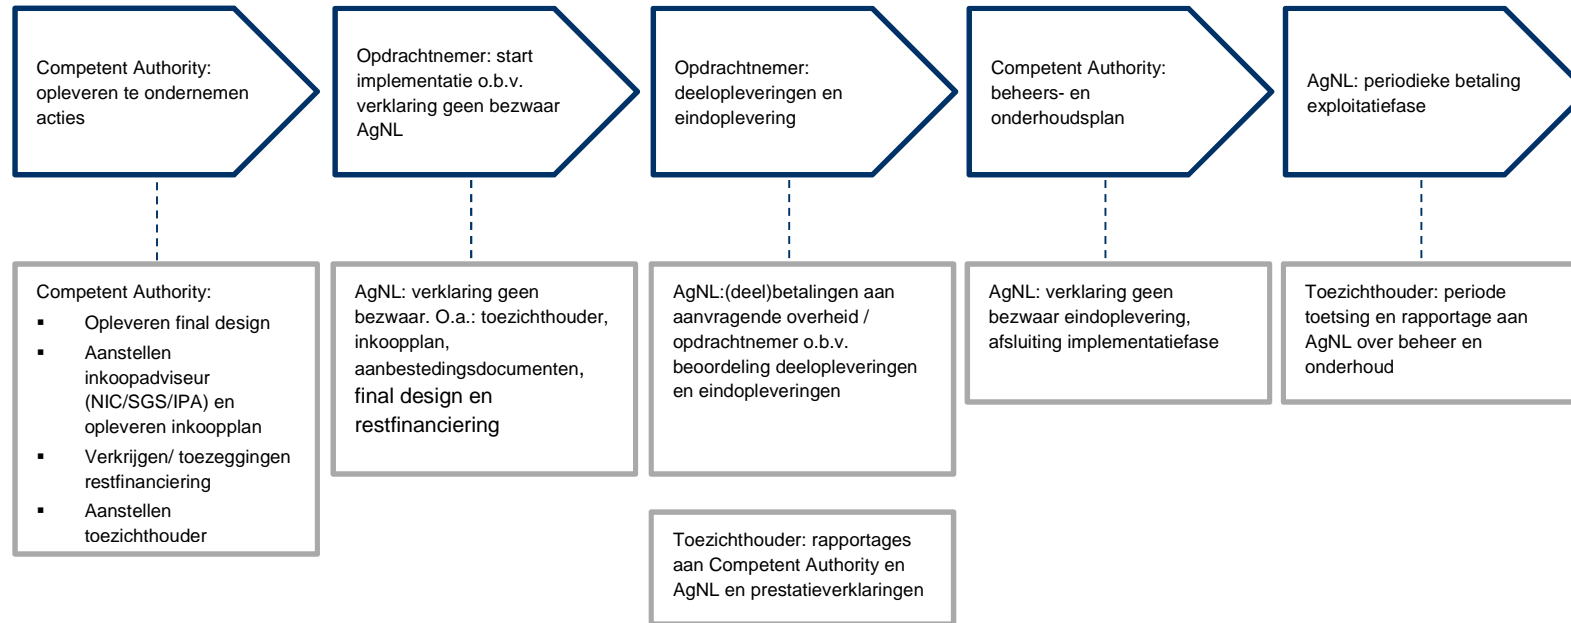 Competent Authority:
opleveren te ondernemen
acties
Opdrachtnemer: start
implementatie o.b.v.
verklaring geen bezwaar
AgNL
Opdrachtnemer:
deelopleveringen en
eindoplevering
Competent Authority:
beheers- en
onderhoudsplan
AgNL: periodieke betaling
exploitatiefase
Competent Authority:
▪ Opleveren final design
▪ Aanstellen
inkoopadviseur
(NIC/SGS/IPA) en
opleveren inkoopplan
▪ Verkrijgen/ toezeggingen
restfinanciering
▪ Aanstellen
toezichthouder
AgNL: verklaring geen
bezwaar. O.a.: toezichthouder,
inkoopplan,
aanbestedingsdocumenten,
final design en
restfinanciering
AgNL:(deel)betalingen aan
aanvragende overheid /
opdrachtnemer o.b.v.
beoordeling deelopleveringen
en eindopleveringen
Toezichthouder: rapportages
aan Competent Authority en
AgNL en prestatieverklaringen
AgNL: verklaring geen
bezwaar eindoplevering,
afsluiting implementatiefase
Toezichthouder: periode
toetsing en rapportage aan
AgNL over beheer en
onderhoud